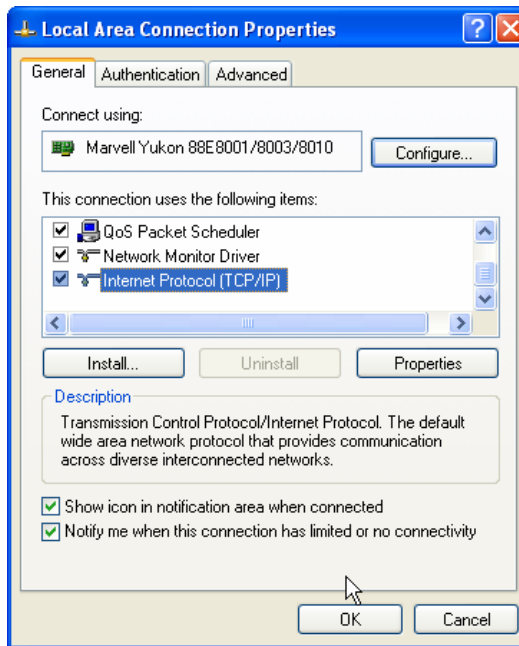 Local Area Connection Properties
General Authentication Advanced
Connect using:
Marvell Yukon 88E8001/8003/8010 Configure...
This connection uses the following items:
QoS Packet Scheduler
Network Monitor Driver
Internet Protocol (TCP/IP)
Install... Uninstall Properties
Description
Transmission Control Protocol/Internet Protocol. The default
wide area network protocol that provides communication
across diverse interconnected networks.
Show icon in notification area when connected
Notify me when this connection has limited or no connectivity
OK Cancel